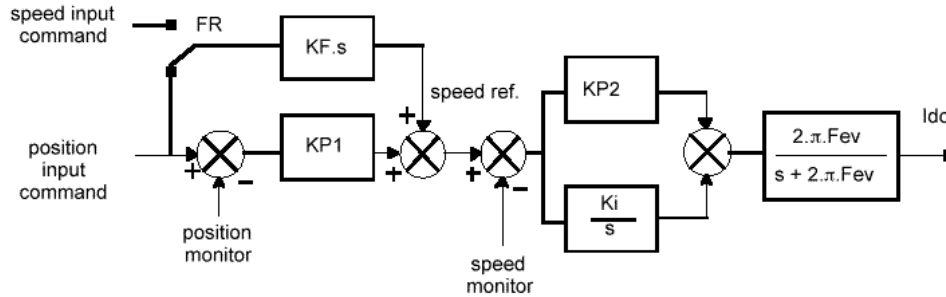 speed input
command
FR
KF.s
speed ref.
+
KP2
Idc
position
input
command
+
-
KP1
+
+
-
2.π.Fev
s + 2.π.Fev
Ki
s
position
monitor
speed
monitor